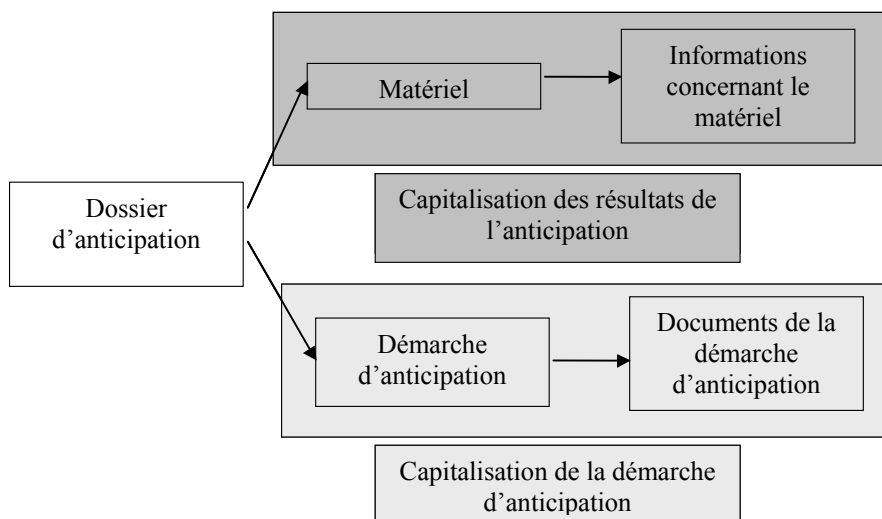 Matériel
Informations
concernant le
matériel
Capitalisation des résultats de
l’anticipation
Dossier
d’anticipation
Démarche
d’anticipation
Documents de la
démarche
d’anticipation
Capitalisation de la démarche
d’anticipation